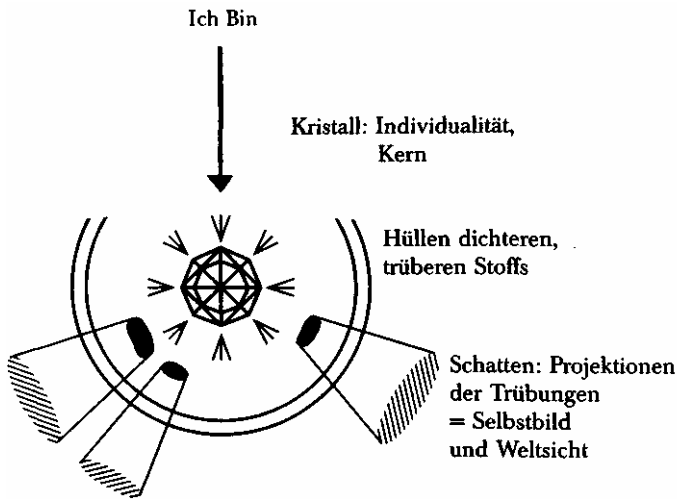 Ich Bin
Kristall: Individualität,
Kern
Hüllen dichteren,
trüberen Stoffs
Schatten: Projektionen
der Trübungen
= Selbstbild
und Weltsicht